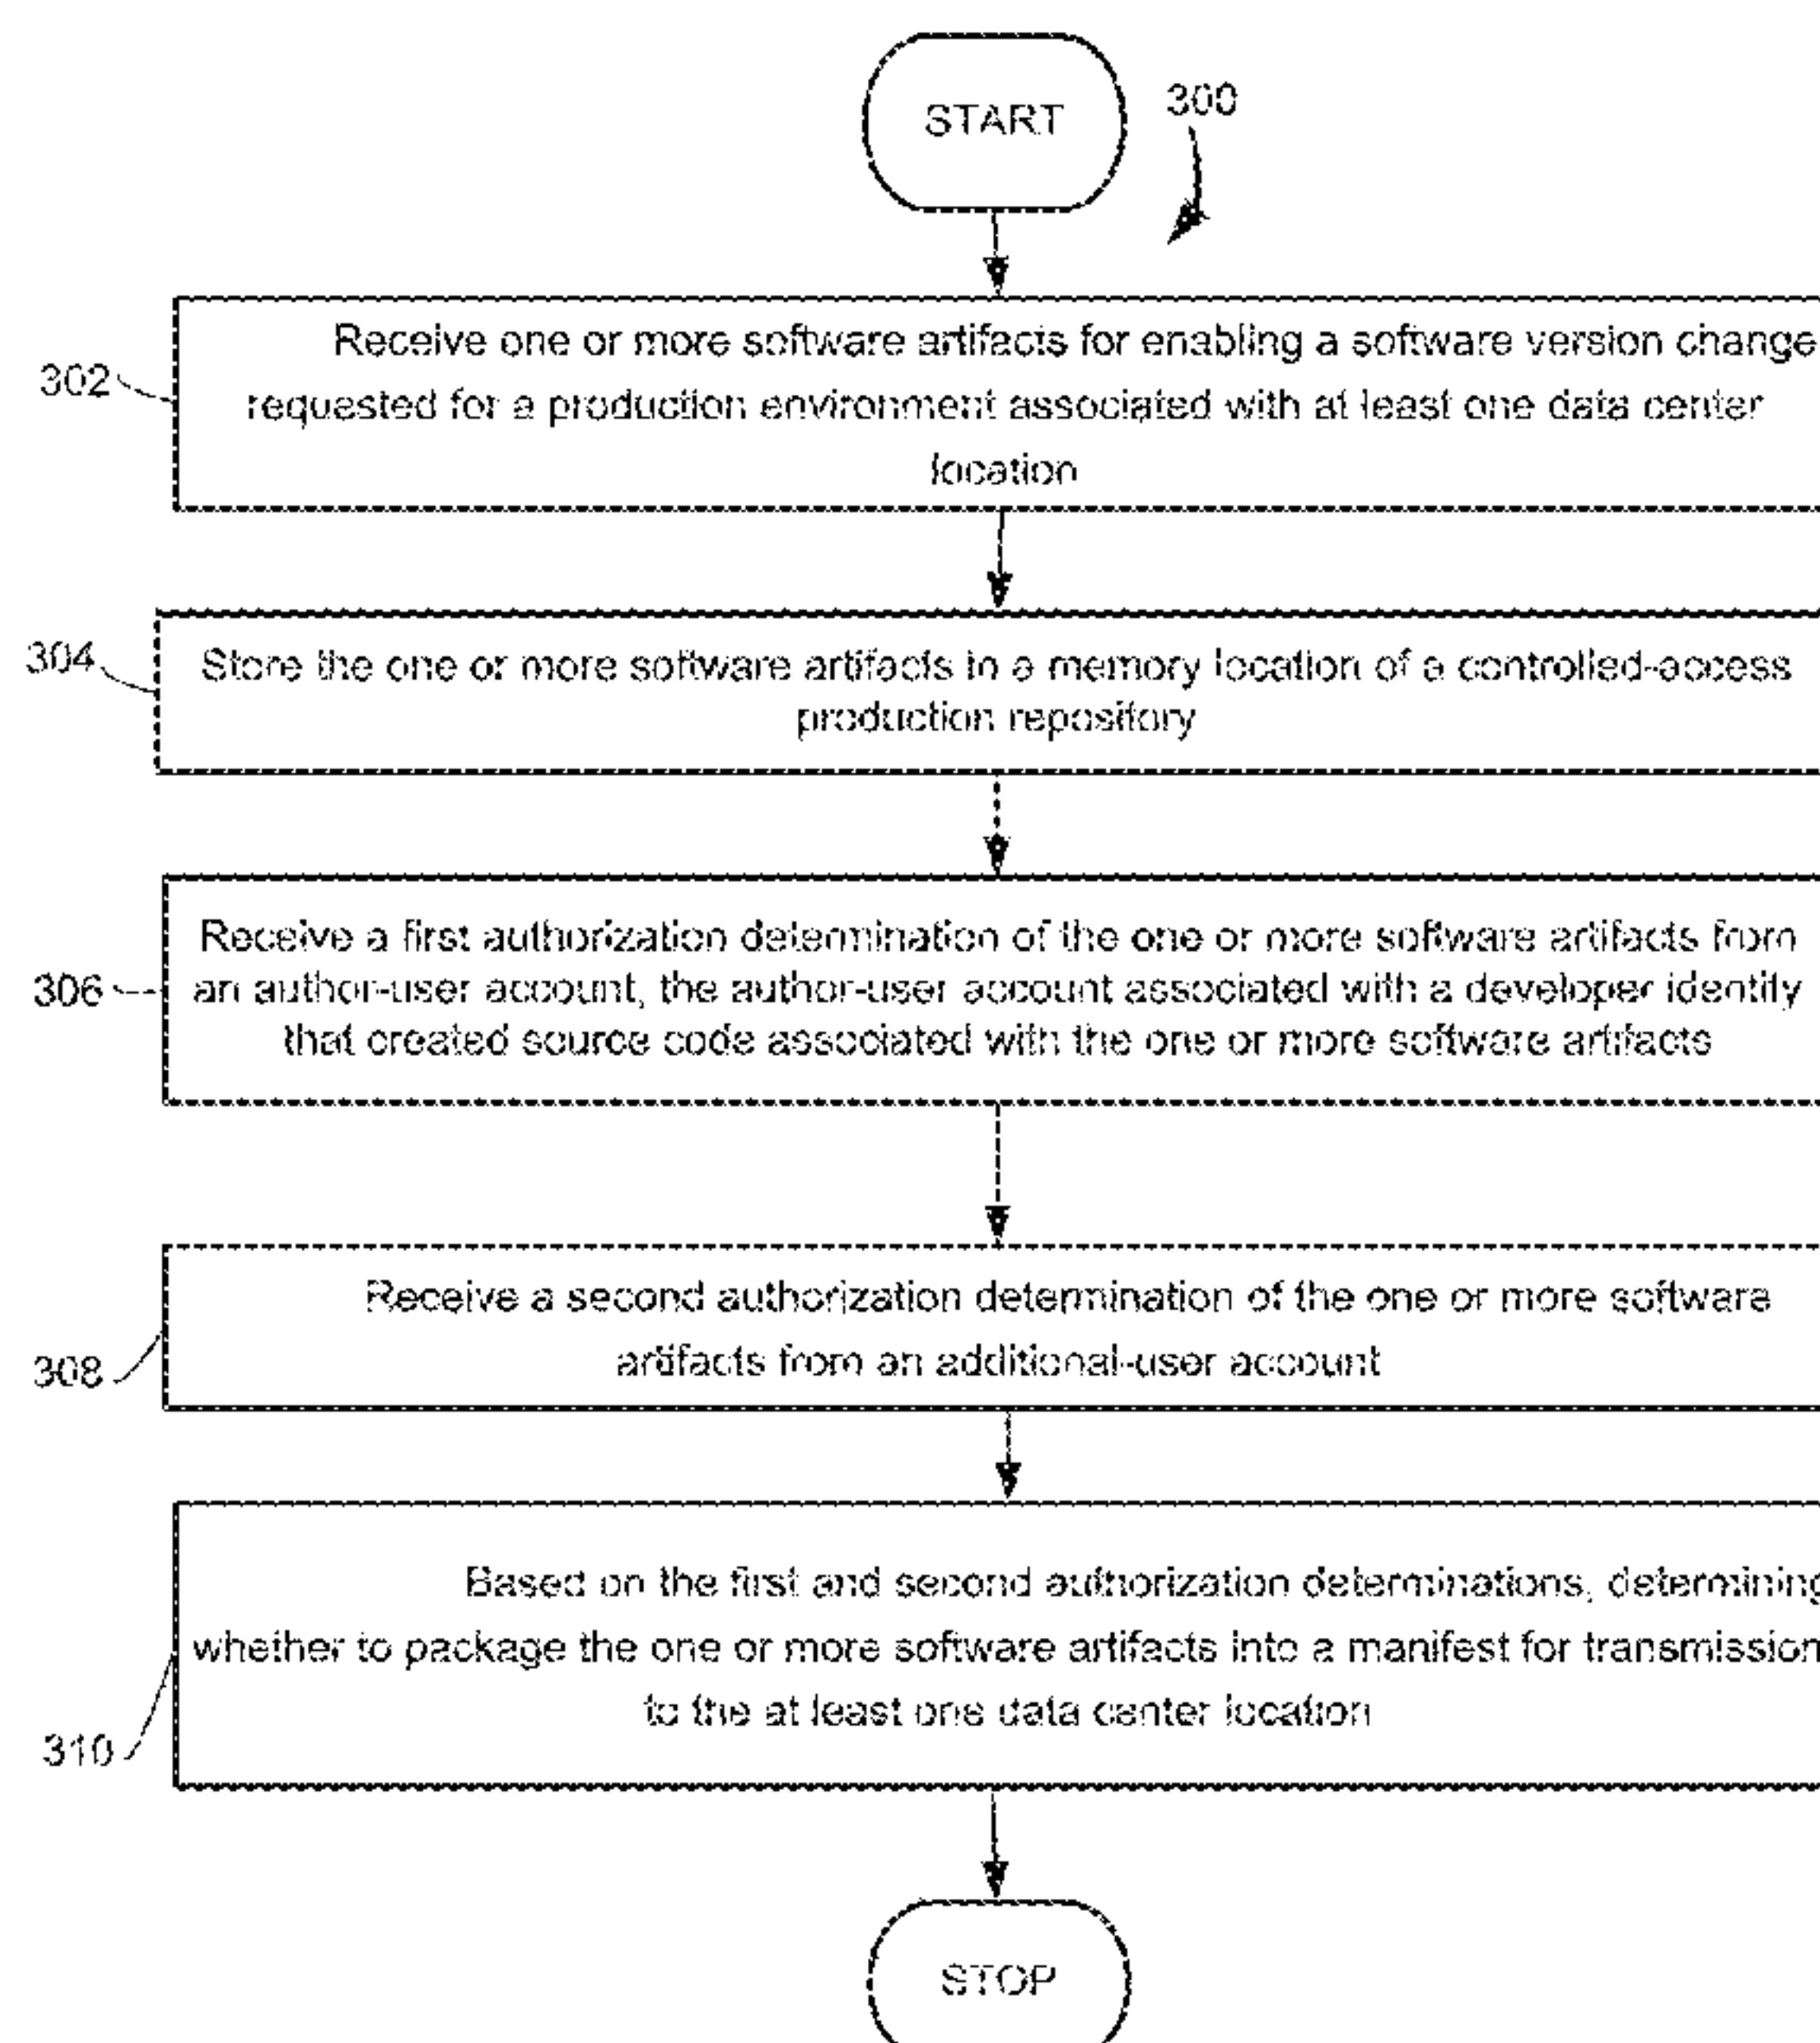 START
300
302
Receive one or more software artifacts for enabling a software version change
requested for a production environment associated with at least one data center
location
304
Store the one or more software artifacts in a memory location of a controlled-access
production repository
306
Receive a first authorization determination of the one or more software artifacts from
an author-user account, the author-user account associated with a developer identity
that created source code associated with the one or more software artifacts
308
Receive a second authorization determination of the one or more software
artifacts from an additional-user account
310
Based on the first and second authorization determinations, determining
whether to package the one or more software artifacts into a manifest for transmission
to the at least one data center location
STOP